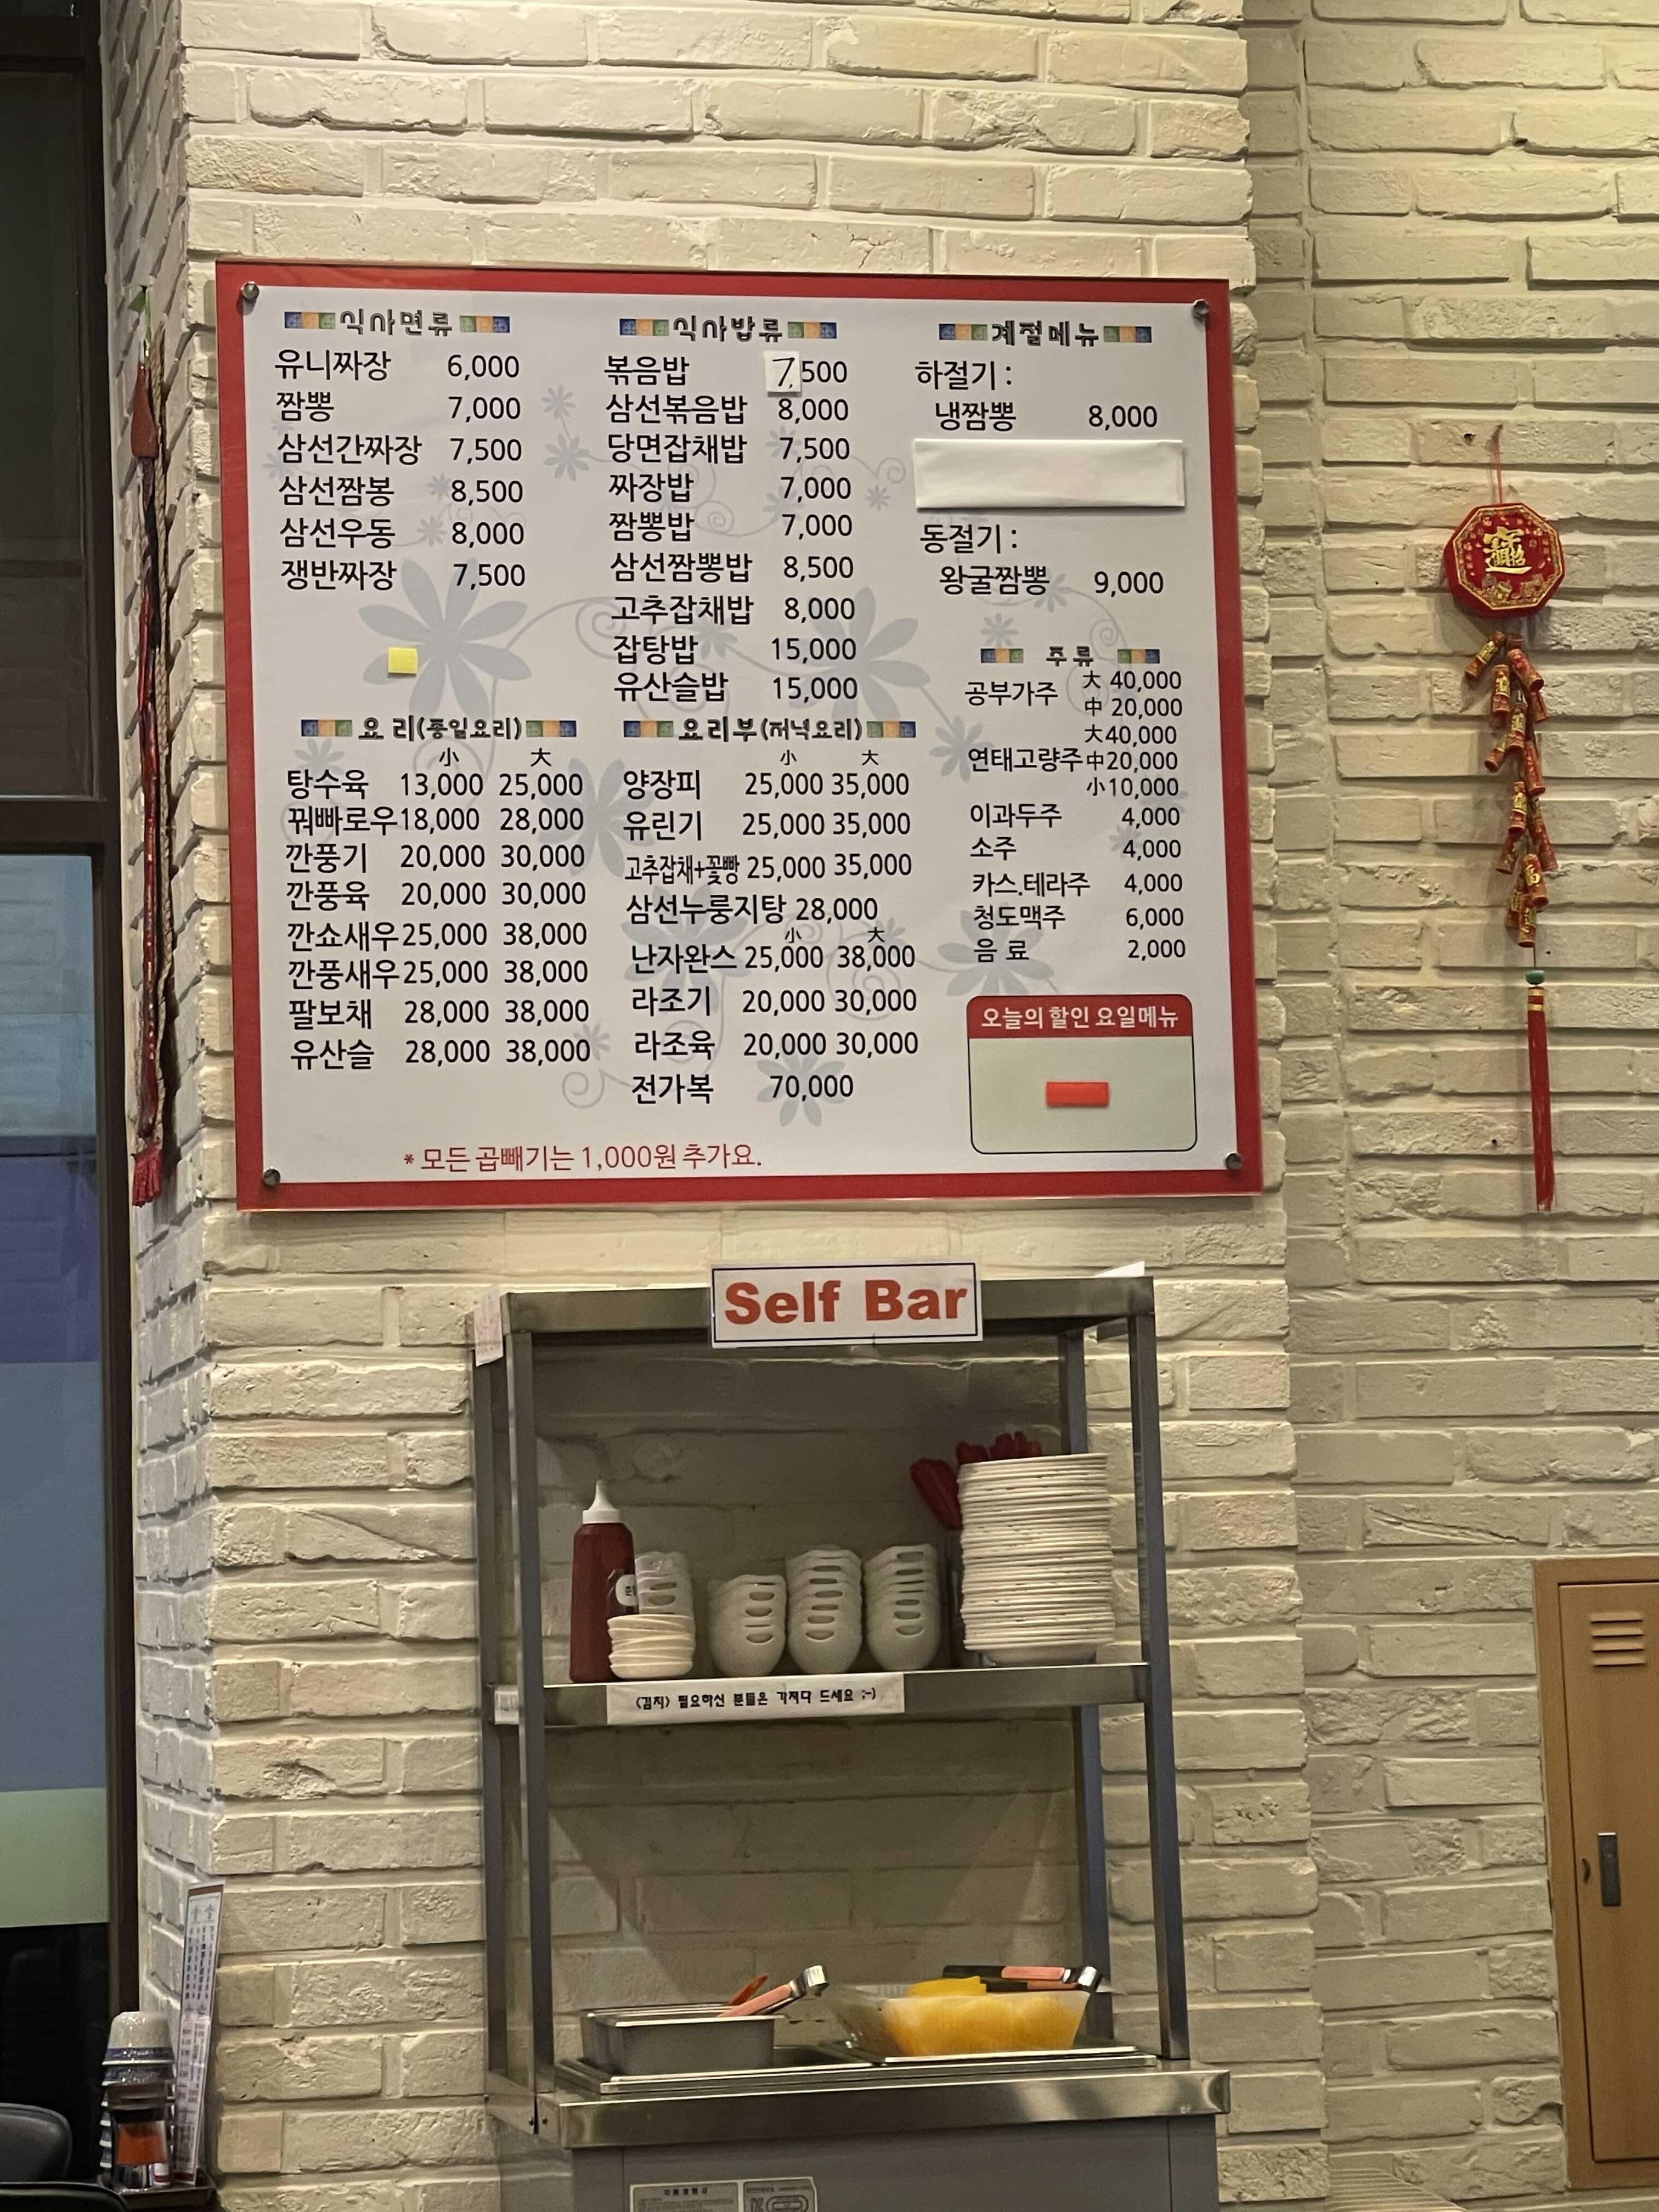 식사면류
유니짜장 6,000
짬뽕 7,000
삼선간짜장 7,500
삼선짬봉 8,500
삼선우동 8,000
쟁반짜장 7,500
식사밥류
볶음밥 7,500
삼선볶음밥 8,000
당면잡채밥 7,500
짜장밥 7,000
짬뽕밥 7,000
삼선짬뽕밥 8,500
고추잡채밥 8,000
잡탕밥 15,000
유산슬밥 15,000
계절메뉴
하절기 :
냉짬뽕 8,000
동절기 :
왕굴짬뽕 9,000
주류
공부가주 大 40,000
中 20,000
大40,000
연태고량주 中20,000
小10,000
이과두주 4,000
소주 4,000
카스.테라주 4,000
청도맥주 6,000
음료 2,000
요리(종일요리)
小 大
탕수육 13,000 25,000
꿔빠로우 18,000 28,000
깐풍기 20,000 30,000
깐풍육 20,000 30,000
깐쇼새우 25,000 38,000
깐풍새우 25,000 38,000
팔보채 28,000 38,000
유산슬 28,000 38,000
요리부(저녁요리)
小 大
양장피 25,000 35,000
유린기 25,000 35,000
고추잡채+꽃빵 25,000 35,000
삼선누룽지탕 28,000
小 大
난자완스 25,000 38,000
라조기 20,000 30,000
라조육 20,000 30,000
전가복 70,000
오늘의 할인 요일메뉴
* 모든 곱빼기는 1,000원 추가요.
Self Bar
(김치) 필요하신 분들은 가져다 드세요 ;-)